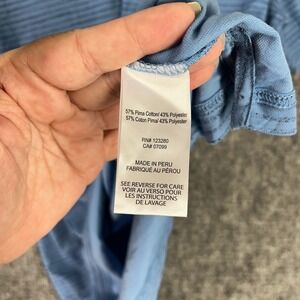 57% Pima Cotton/ 43% Polyester
57% Coton Pima/ 43% Polyester
RN# 123280
CA# 07099
MADE IN PERU
FABRIQUÉ AU PÉROU
SEE REVERSE FOR CARE
VOIR AU VERSO POUR
LES INSTRUCTIONS
DE LAVAGE